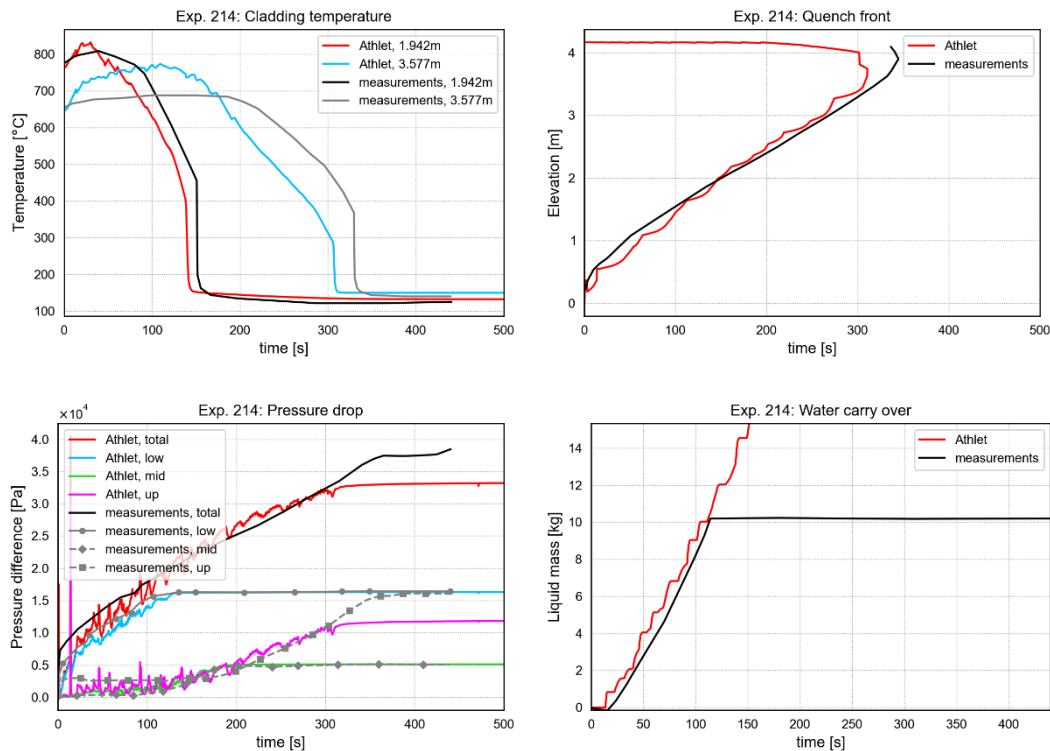 Exp. 214: Cladding temperature
Temperature [°C]
800
700
600
500
400
300
200
100
Athlet, 1.942m
Athlet, 3.577m
measurements, 1.942m
measurements, 3.577m
0 100 200 300 400 500
time [s]
Exp. 214: Quench front
Elevation [m]
4
3
2
1
0
Athlet
measurements
0 100 200 300 400 500
time [s]
Exp. 214: Pressure drop
×10⁴
Pressure difference [Pa]
4.0
3.5
3.0
2.5
2.0
1.5
1.0
0.5
0.0
Athlet, total
Athlet, low
Athlet, mid
Athlet, up
measurements, total
measurements, low
measurements, mid
measurements, up
0 100 200 300 400 500
time [s]
Exp. 214: Water carry over
Liquid mass [kg]
14
12
10
8
6
4
2
0
Athlet
measurements
0 50 100 150 200 250 300 350 400
time [s]